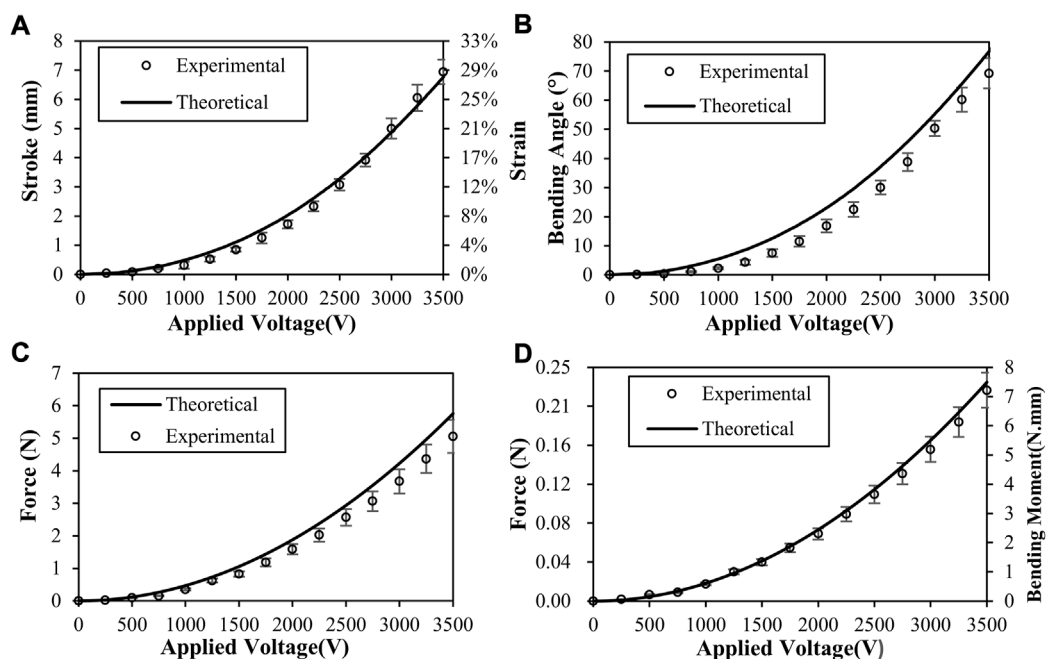 A
8
7
6
5
4
3
2
1
0
Stroke (mm)
Experimental
Theoretical
33%
29%
25%
21%
17%
12%
8%
4%
0%
Strain
0 500 1000 1500 2000 2500 3000 3500
Applied Voltage(V)
B
80
70
60
50
40
30
20
10
0
Bending Angle (°)
Experimental
Theoretical
0 500 1000 1500 2000 2500 3000 3500
Applied Voltage(V)
C
7
6
5
4
3
2
1
0
Force (N)
Theoretical
Experimental
0 500 1000 1500 2000 2500 3000 3500
Applied Voltage(V)
D
0.25
0.21
0.16
0.12
0.08
0.04
0.00
Force (N)
Experimental
Theoretical
8
7
6
5
4
3
2
1
0
Bending Moment(N.mm)
0 500 1000 1500 2000 2500 3000 3500
Applied Voltage(V)